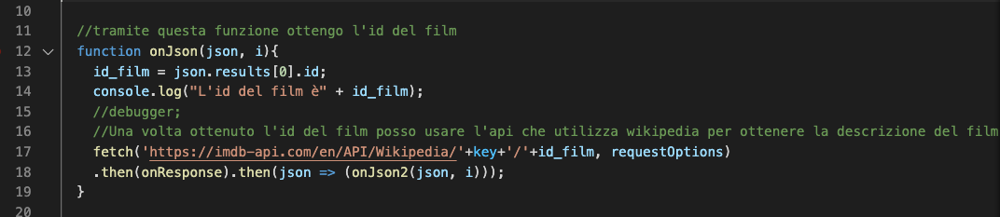 10
11 //tramite questa funzione ottengo l'id del film
12 function onJson(json, i){
13 id_film = json.results[0].id;
14 console.log("L'id del film è" + id_film);
15 //debugger;
16 //Una volta ottenuto l'id del film posso usare l'api che utilizza wikipedia per ottenere la descrizione del film
17 fetch('https://imdb-api.com/en/API/Wikipedia/'+key+'/'+id_film, requestOptions)
18 .then(onResponse).then(json => (onJson2(json, i)));
19 }
20